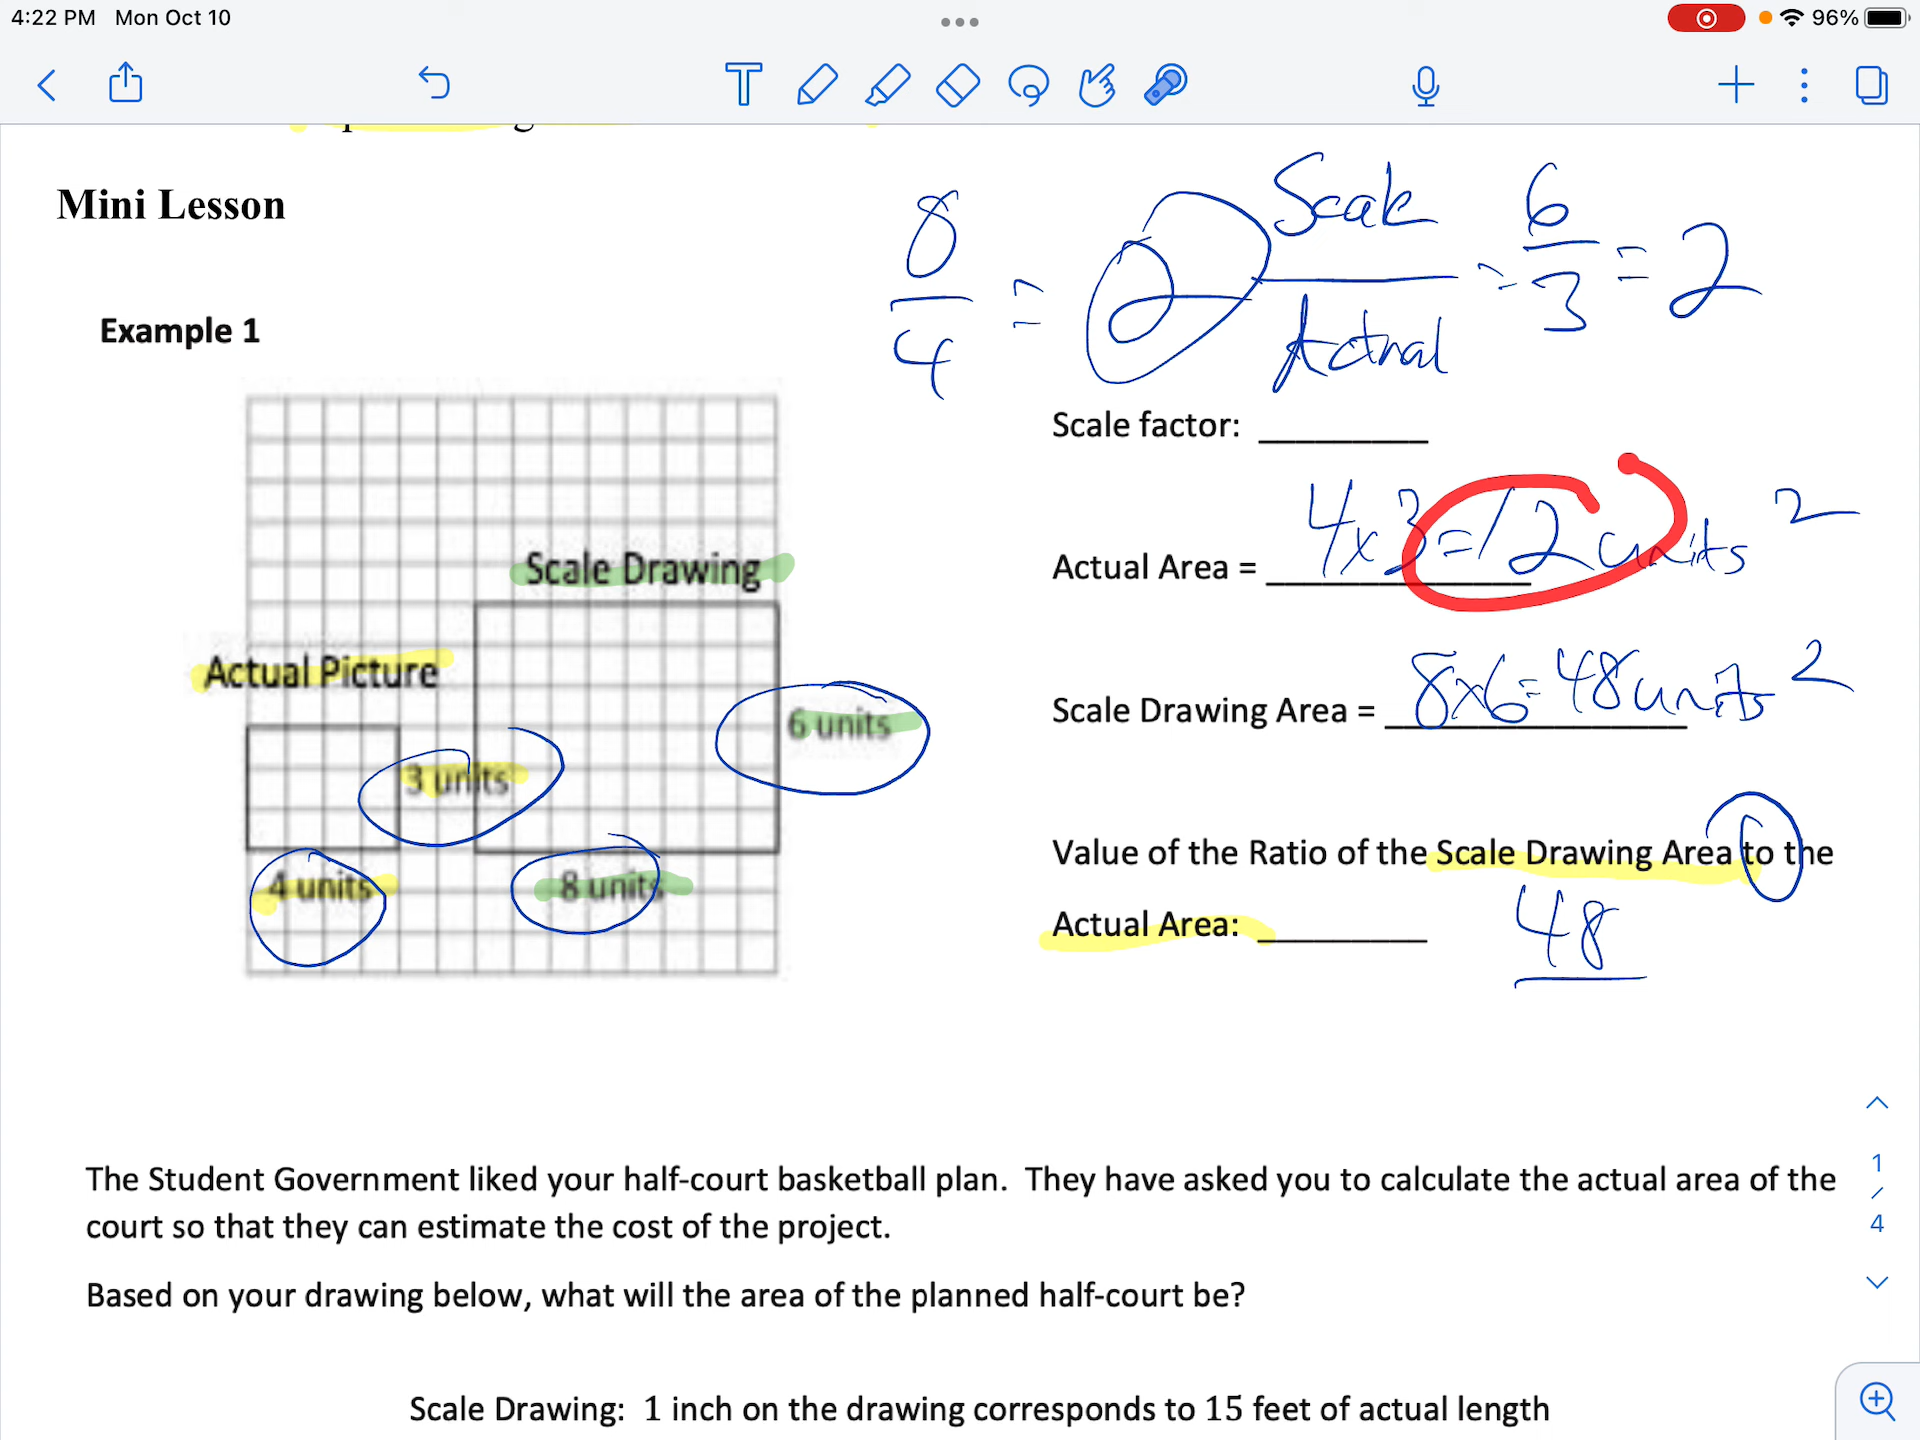 4:22 PM Mon Oct 10
96%
Mini Lesson
8/4 = 2
Scale/Actual = 6/3 = 2
Example 1
Scale factor:
Scale Drawing
Actual Picture
3 units
6 units
4 units
8 units
Actual Area = 4x3=12 units 2
Scale Drawing Area = 8x6=48 units 2
Value of the Ratio of the Scale Drawing Area to the
Actual Area: 48
The Student Government liked your half-court basketball plan. They have asked you to calculate the actual area of the
court so that they can estimate the cost of the project.
Based on your drawing below, what will the area of the planned half-court be?
Scale Drawing: 1 inch on the drawing corresponds to 15 feet of actual length
1
/
4